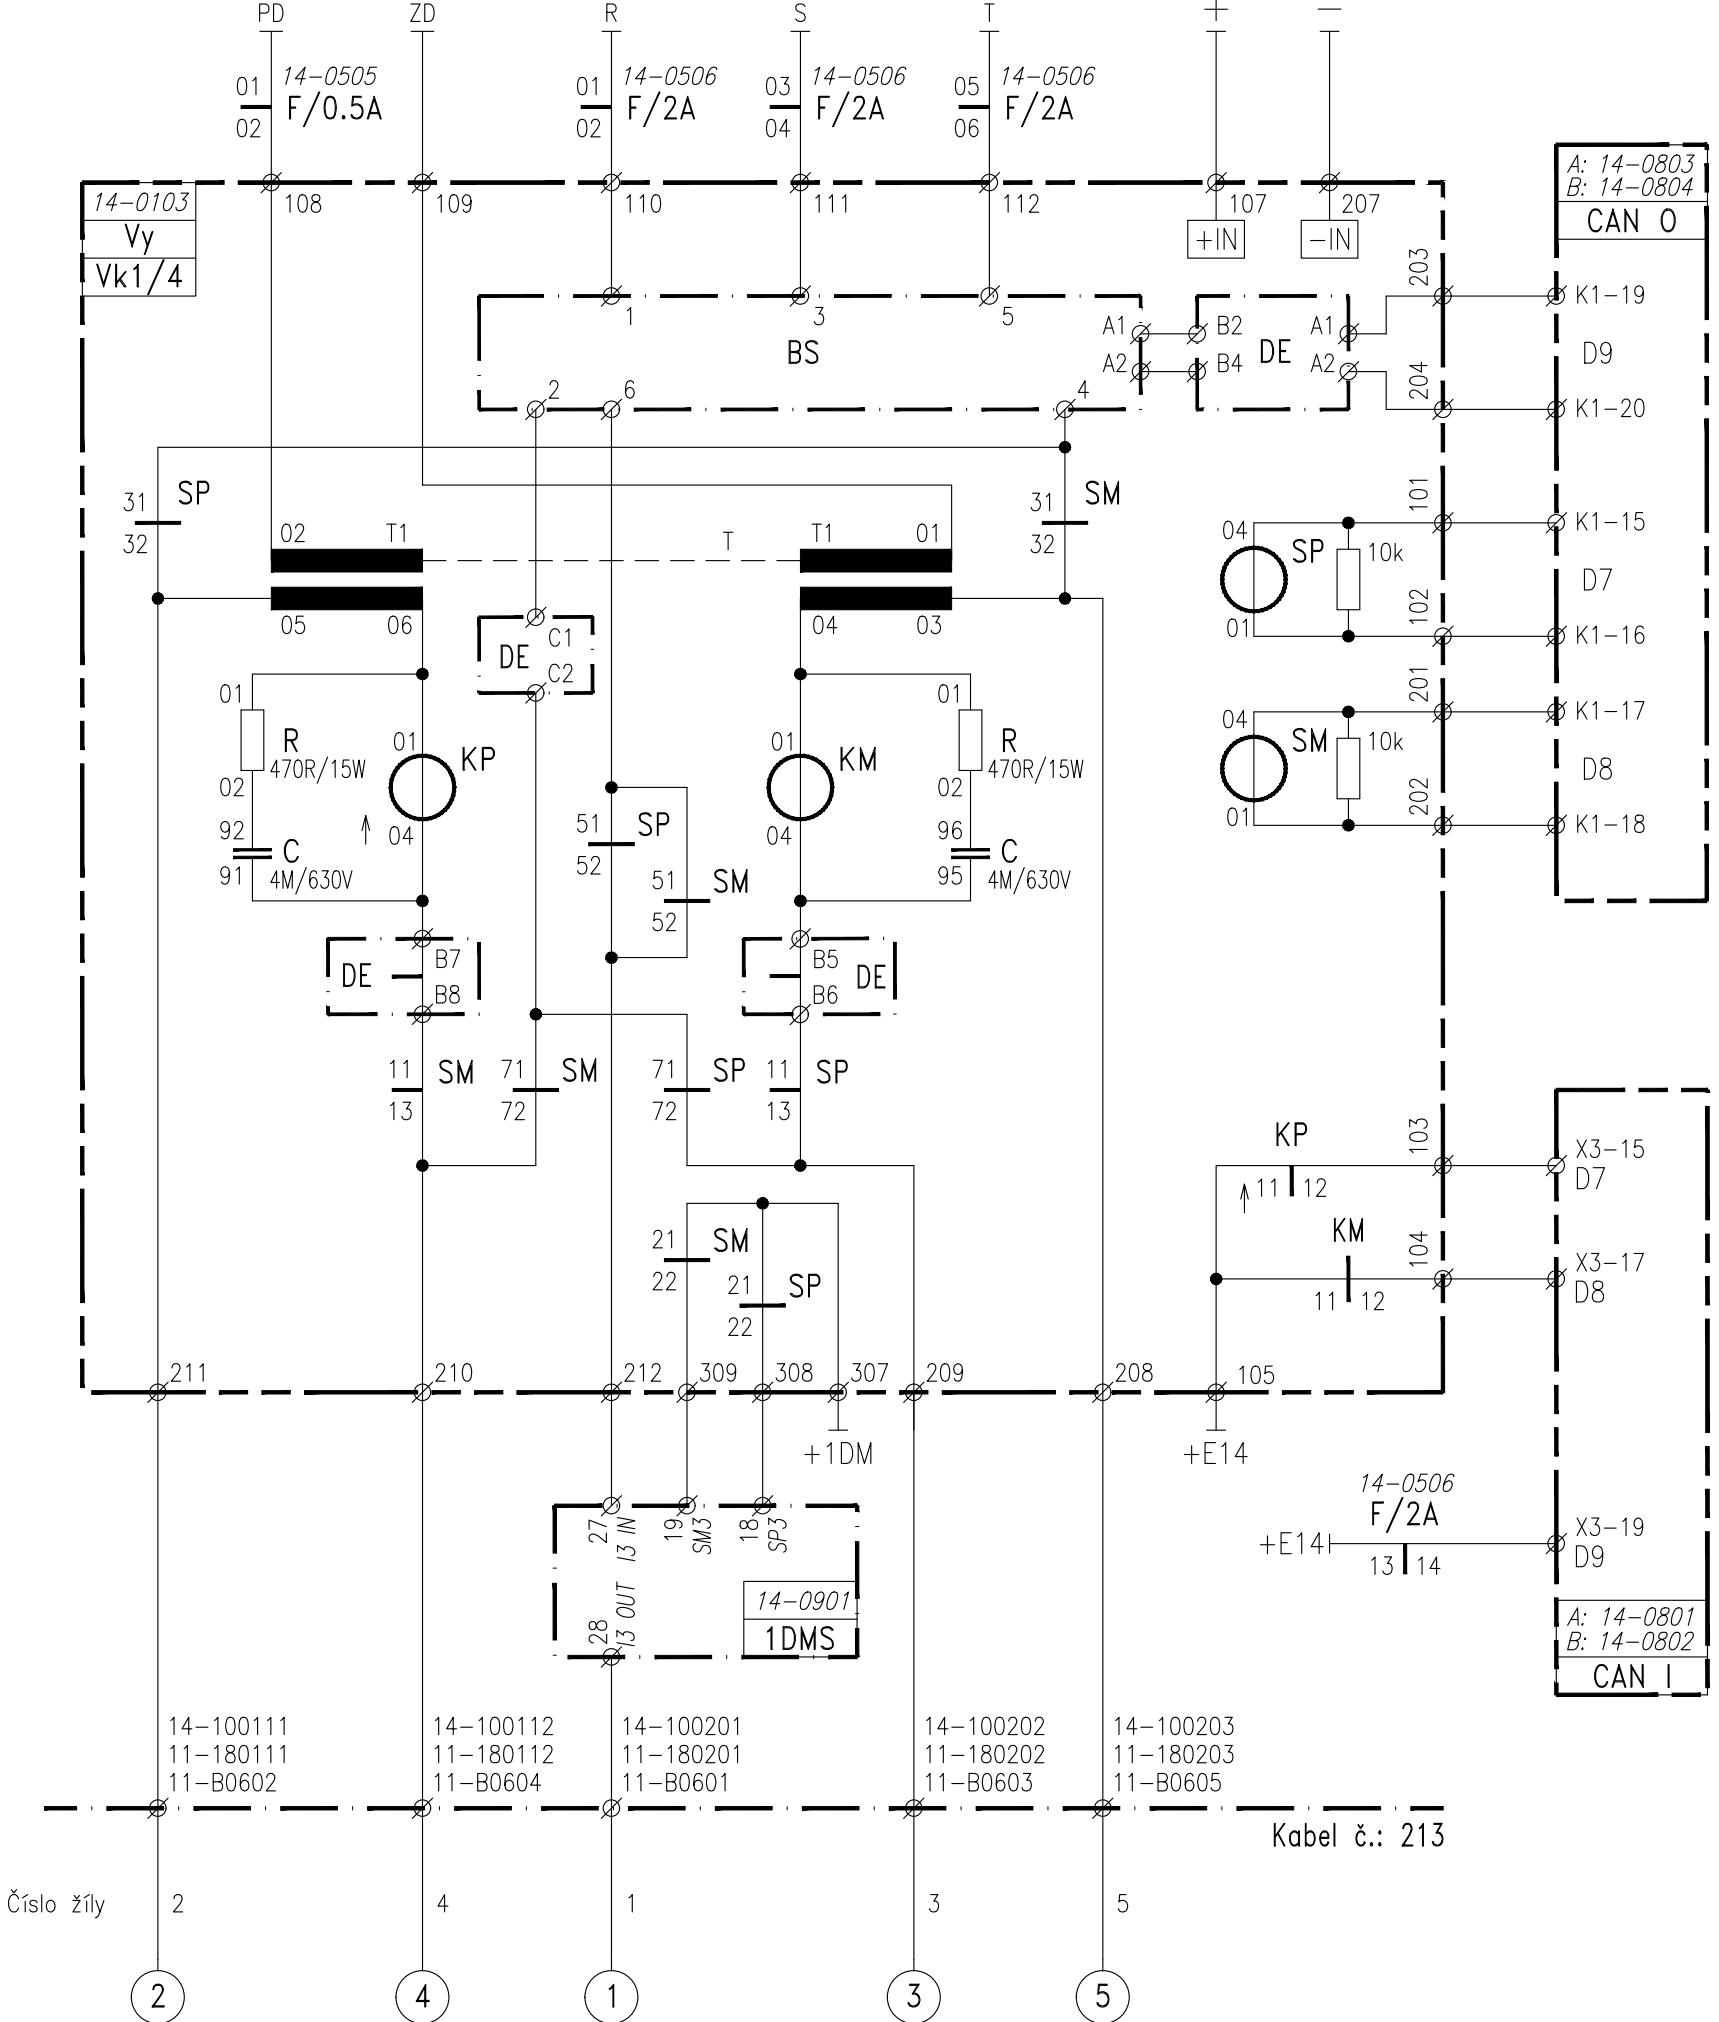 PD ZD R S T + −
01 14-0505 01 14-0506 03 14-0506 05 14-0506
F/0.5A F/2A F/2A F/2A
02 02 04 06
A: 14-0803
B: 14-0804
CAN 0
14-0103
Vy
Vk1/4
108 109 110 111 112 107 207
+IN −IN
203
K1-19
1 3 5
A1 B2 A1
BS DE D9
A2 B4 A2
204
2 6 4
K1-20
31 SP 31 SM
32 32
101
K1-15
02 T1 T T1 01
04 SP 10k
D7
05 06 04 03
01
102
K1-16
C1
DE
C2
201
K1-17
01 01
R 01 KP 01 KM R
470R/15W 470R/15W
02 02
04 SM 10k
D8
01
202
K1-18
92 04 51 SP 04 96
C 52 C
91 4M/630V 95 4M/630V
51 SM
52
B7 B5
DE DE
B8 B6
11 SM 71 SM 71 SP 11 SP
13 72 72 13
103
KP
X3-15
D7
11 12
21 SM
22
21 SP
22
104
KM
X3-17
D8
11 12
211 210 212 309 308 307 209 208 105
+1DM +E14
14-0506
F/2A
+E14 13 14
X3-19
D9
27 I3 IN
19 SM3
18 SP3
28 I3 OUT
14-0901
1DMS
A: 14-0801
B: 14-0802
CAN I
14-100111 14-100112 14-100201 14-100202 14-100203
11-180111 11-180112 11-180201 11-180202 11-180203
11-B0602 11-B0604 11-B0601 11-B0603 11-B0605
Kabel č.: 213
Číslo žíly 2 4 1 3 5
2 4 1 3 5